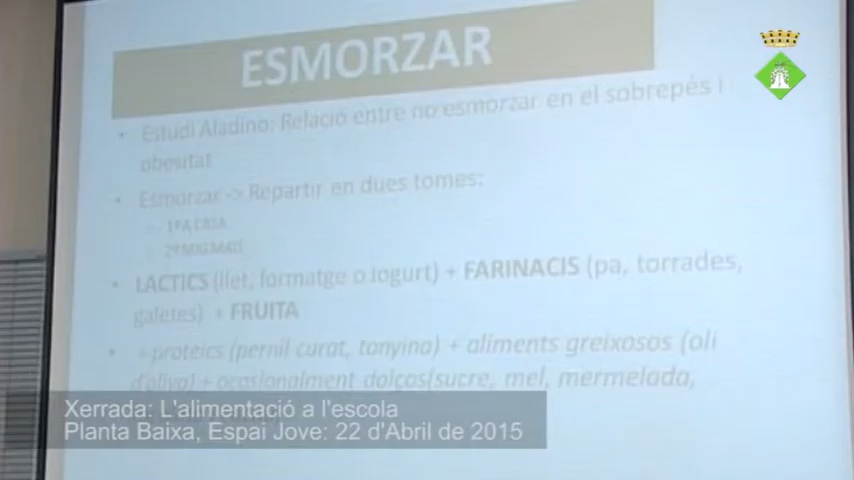 ESMORZAR
• Estudi Aladino: Relació entre no esmorzar en el sobrepès i
obesitat
• Esmorzar -> Repartir en dues tomes:
1ª A CASA
2ª MIG MATÍ
• LACTICS (llet, formatge o iogurt) + FARINACIS (pa, torrades,
galetes) + FRUITA
• + proteics (pernil curat, tonyina) + aliments greixosos (oli
d'oliva) + ocasionalment dolços(sucre, mel, mermelada,
Xerrada: L'alimentació a l'escola
Planta Baixa, Espai Jove: 22 d'Abril de 2015